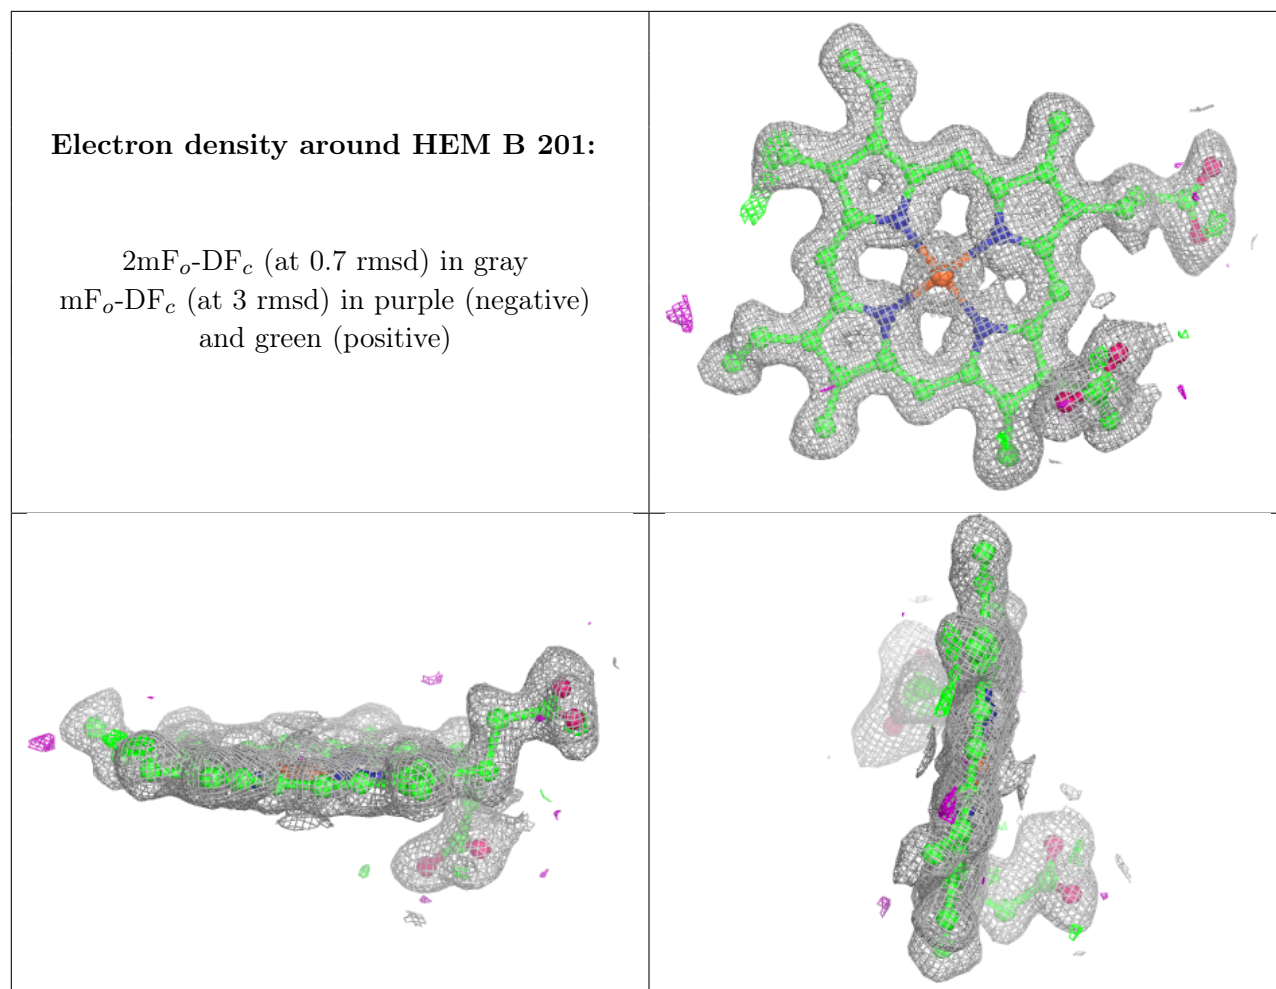 Electron density around HEM B 201:
2mFo-DFc (at 0.7 rmsd) in gray
mFo-DFc (at 3 rmsd) in purple (negative)
and green (positive)